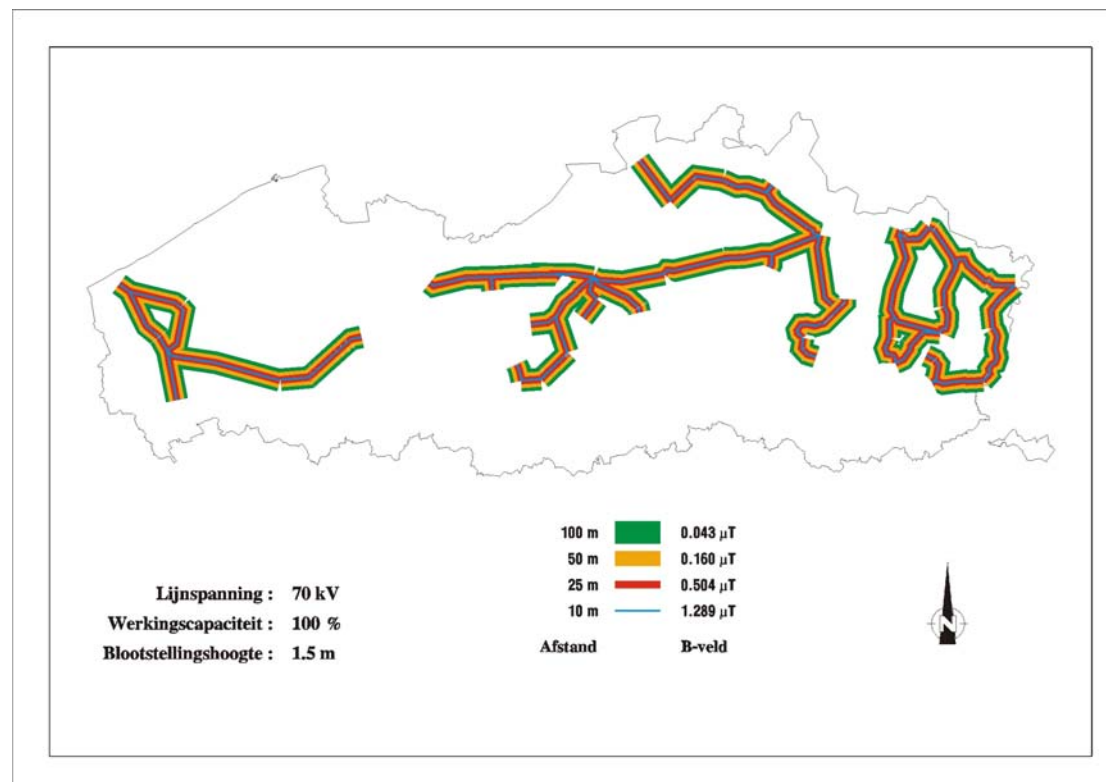 100 m 0.043 µT
50 m 0.160 µT
25 m 0.504 µT
10 m 1.289 µT
Afstand B-veld
Lijnspanning : 70 kV
Werkingscapaciteit : 100 %
Blootstellingshoogte : 1.5 m
N